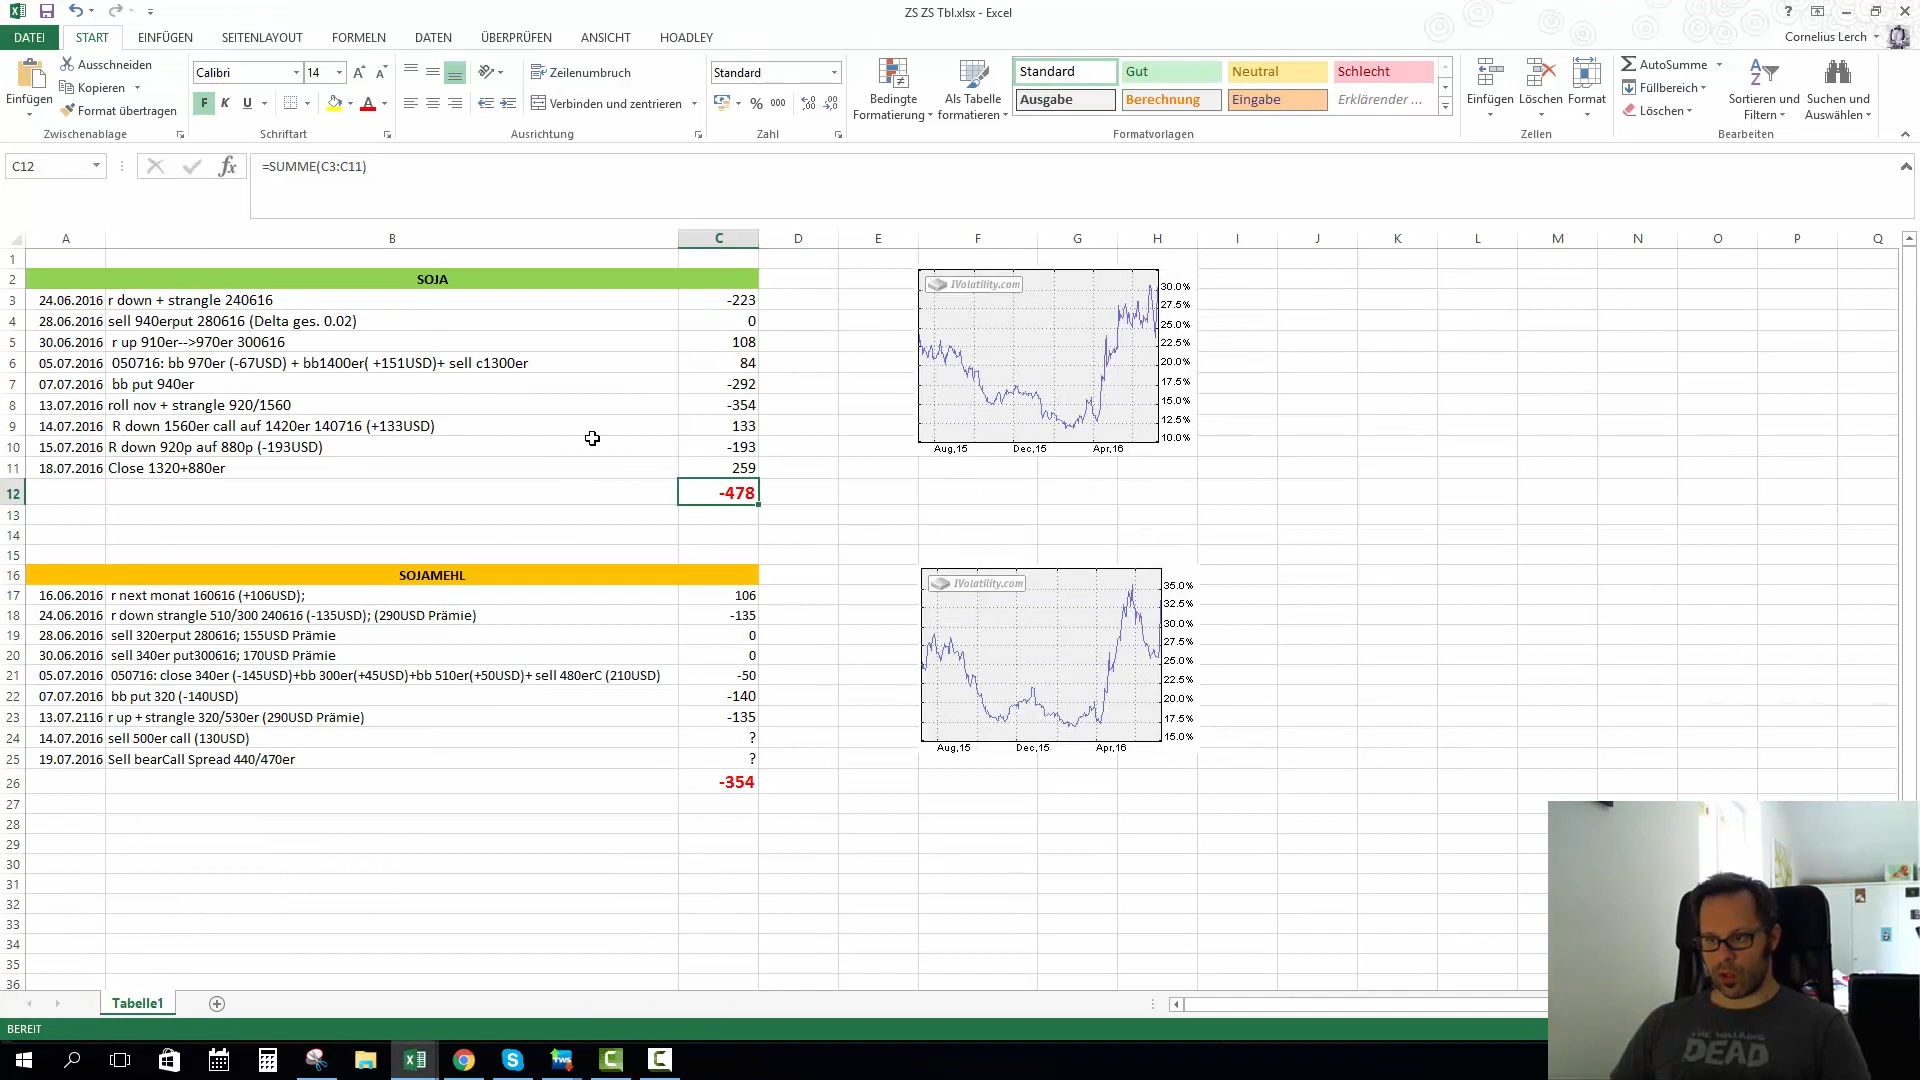 ZS ZS Tbl.xlsx - Excel
DATEI START EINFÜGEN SEITENLAYOUT FORMELN DATEN ÜBERPRÜFEN ANSICHT HOADLEY
Cornelius Lerch
Einfügen
Ausschneiden
Kopieren
Format übertragen
Zwischenablage
Calibri 14
F K U
Schriftart
Zeilenumbruch
Verbinden und zentrieren
Ausrichtung
Standard
% 000
Zahl
Bedingte Formatierung
Als Tabelle formatieren
Standard Gut Neutral Schlecht
Ausgabe Berechnung Eingabe Erklärender ...
Formatvorlagen
Einfügen Löschen Format
Zellen
AutoSumme
Füllbereich
Löschen
Sortieren und Filtern
Suchen und Auswählen
Bearbeiten
C12 fx =SUMME(C3:C11)
A B C D E F G H I J K L M N O P Q
1
2 SOJA
3 24.06.2016 r down + strangle 240616 -223
4 28.06.2016 sell 940erput 280616 (Delta ges. 0.02) 0
5 30.06.2016 r up 910er-->970er 300616 108
6 05.07.2016 050716: bb 970er (-67USD) + bb1400er( +151USD)+ sell c1300er 84
7 07.07.2016 bb put 940er -292
8 13.07.2016 roll nov + strangle 920/1560 -354
9 14.07.2016 R down 1560er call auf 1420er 140716 (+133USD) 133
10 15.07.2016 R down 920p auf 880p (-193USD) -193
11 18.07.2016 Close 1320+880er 259
12 -478
13
14
15
16 SOJAMEHL
17 16.06.2016 r next monat 160616 (+106USD); 106
18 24.06.2016 r down strangle 510/300 240616 (-135USD); (290USD Prämie) -135
19 28.06.2016 sell 320erput 280616; 155USD Prämie 0
20 30.06.2016 sell 340er put300616; 170USD Prämie 0
21 05.07.2016 050716: close 340er (-145USD)+bb 300er(+45USD)+bb 510er(+50USD)+ sell 480erC (210USD) -50
22 07.07.2016 bb put 320 (-140USD) -140
23 13.07.2116 r up + strangle 320/530er (290USD Prämie) -135
24 14.07.2016 sell 500er call (130USD) ?
25 19.07.2016 Sell bearCall Spread 440/470er ?
26 -354
27
28
29
30
31
32
33
34
35
36
IVolatility.com
30.0%
27.5%
25.0%
22.5%
20.0%
17.5%
15.0%
12.5%
10.0%
Aug,15 Dec,15 Apr,16
IVolatility.com
35.0%
32.5%
30.0%
27.5%
25.0%
22.5%
20.0%
17.5%
15.0%
Aug,15 Dec,15 Apr,16
Tabelle1
BEREIT
TWS
THE WALKING
DEAD